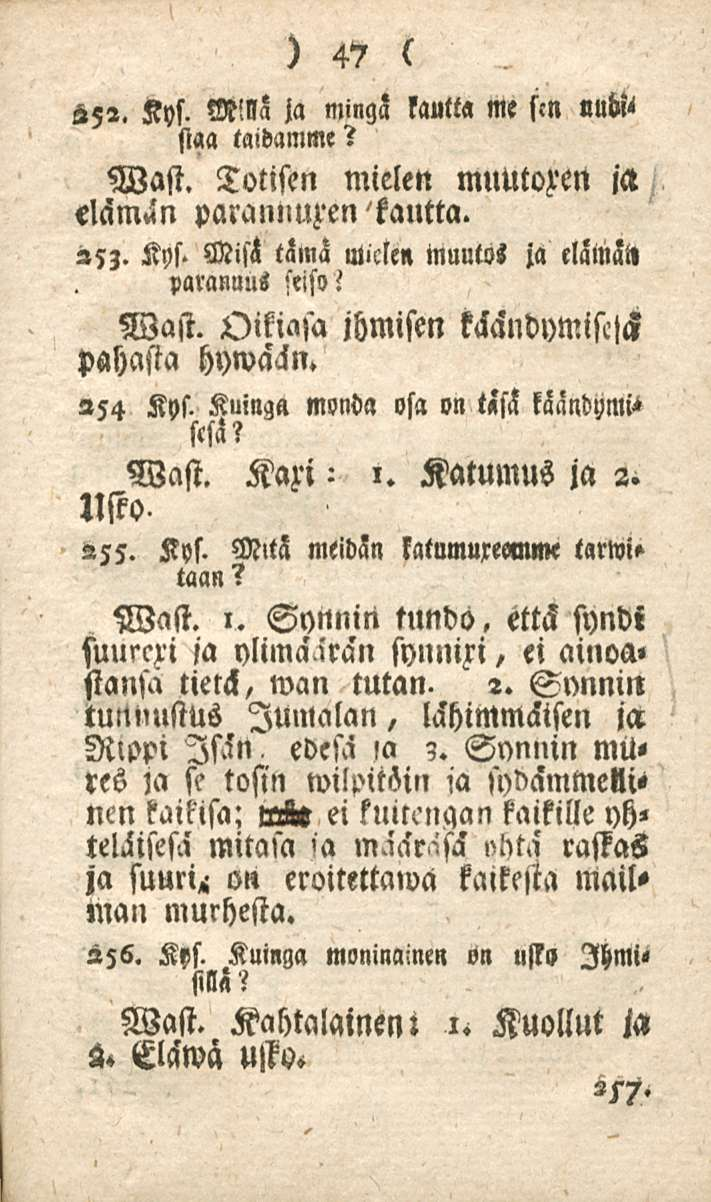 ) 47 (
252. Kys. Millä ja mingä kautta me sen uudi-
staa taidamme?
Wast. Totisen mielen muutoxen ja
elämän parannuxen kautta.
253. Kys. Misä tämä mielen muutos ja elämän
parannus seiso?
Wast. Oikiasa ihmisen käändymisesä
pahasta hywään.
254 Kys. Kuinga monda osa on täsä käändymi-
sesä?
Wast. Kaxi: 1. Katumus ja 2.
Usko.
255. Kys. Mitä meidän katumuxeemme tarwi-
taan?
Wast. 1. Synnin tundo, että syndi
suurexi ja ylimäärän synnixi, ei ainoa-
stansa tietä, wan tutan. 2. Synnin
tunnustus Jumalan, lähimmäisen ja
Rippi Isän edesä ja 3. Synnin mu-
res ja se tosin wilpitöin ja sydämmelli-
nen kaikisa; ei kuitengan kaikille yh-
teläisesä mitasa ja määräsä yhtä raskas
ja suuri, on eroitettawa kaikesta mail-
man murhesta.
256. Kys. Kuinga moninainen on usko Ihmi-
sillä?
Wast. Kahtalainen: 1. Kuollut ja
2. Eläwä usko.
257.